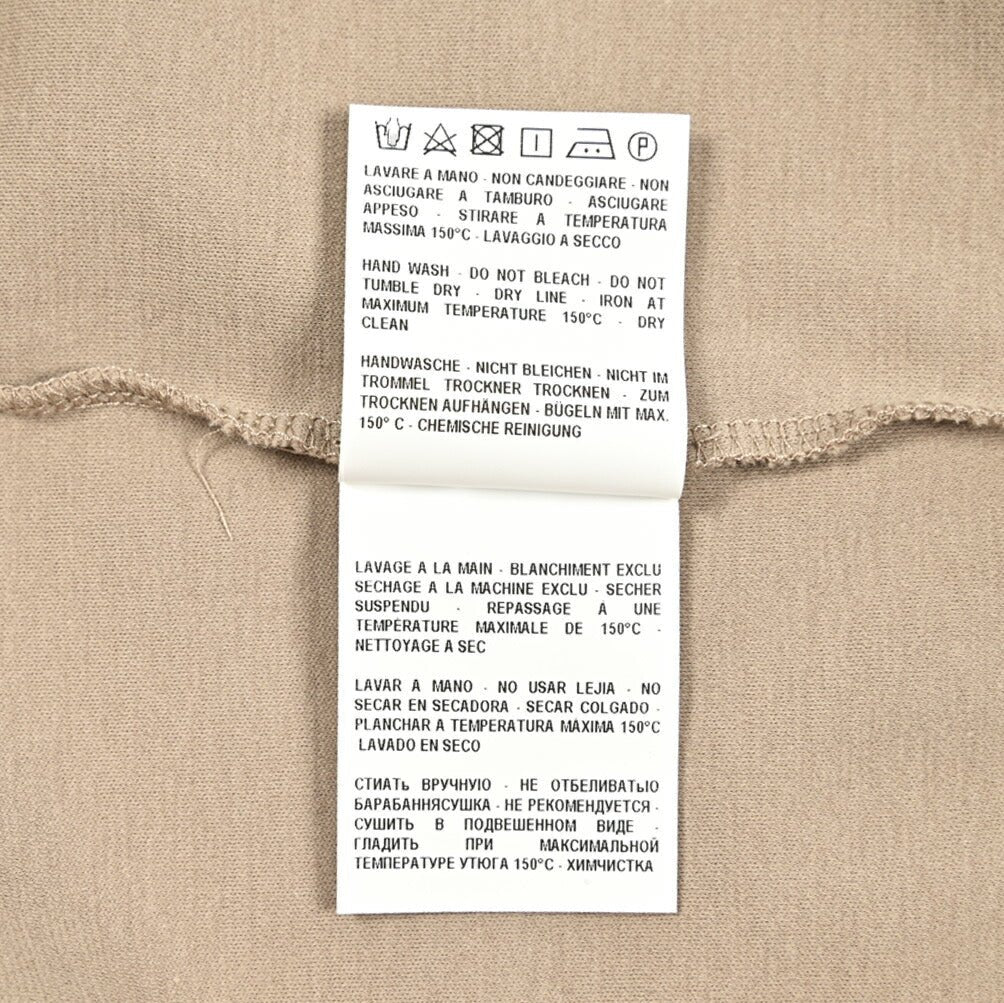 P
LAVARE A MANO - NON CANDEGGIARE - NON
ASCIUGARE A TAMBURO - ASCIUGARE
APPESO - STIRARE A TEMPERATURA
MASSIMA 150°C - LAVAGGIO A SECCO
HAND WASH - DO NOT BLEACH - DO NOT
TUMBLE DRY - DRY LINE - IRON AT
MAXIMUM TEMPERATURE 150°C - DRY
CLEAN
HANDWASCHE - NICHT BLEICHEN - NICHT IM
TROMMEL TROCKNER TROCKNEN - ZUM
TROCKNEN AUFHÄNGEN - BÜGELN MIT MAX.
150° C - CHEMISCHE REINIGUNG
LAVAGE A LA MAIN - BLANCHIMENT EXCLU
SECHAGE A LA MACHINE EXCLU - SECHER
SUSPENDU - REPASSAGE À UNE
TEMPÉRATURE MAXIMALE DE 150°C -
NETTOYAGE A SEC
LAVAR A MANO - NO USAR LEJIA - NO
SECAR EN SECADORA - SECAR COLGADO -
PLANCHAR A TEMPERATURA MÁXIMA 150°C
LAVADO EN SECO
СТИАТЬ ВРУЧНУЮ - НЕ ОТБЕЛИВАТЬIO
БАРАБАННЯСУШКА - НЕ РЕКОМЕНДУЕТСЯ -
СУШИТЬ В ПОДВЕШЕННОМ ВИДЕ -
ГЛАДИТЬ ПРИ МАКСИМАЛЬНОЙ
ТЕМПЕРАТУРЕ УТЮГА 150°C - ХИМЧИСТКА